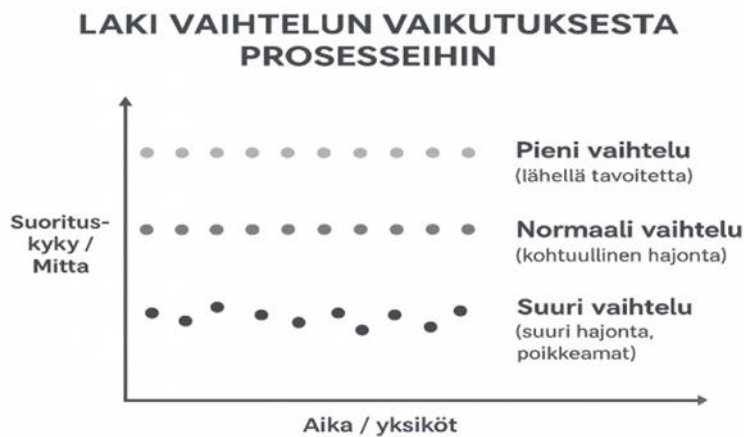 LAKI VAIHTELUN VAIKUTUKSESTA
PROSESSEIHIN
Suoritus-
kyky /
Mitta
Pieni vaihtelu
(lähellä tavoitetta)
Normaali vaihtelu
(kohtuullinen hajonta)
Suuri vaihtelu
(suuri hajonta,
poikkeamat)
Aika / yksiköt